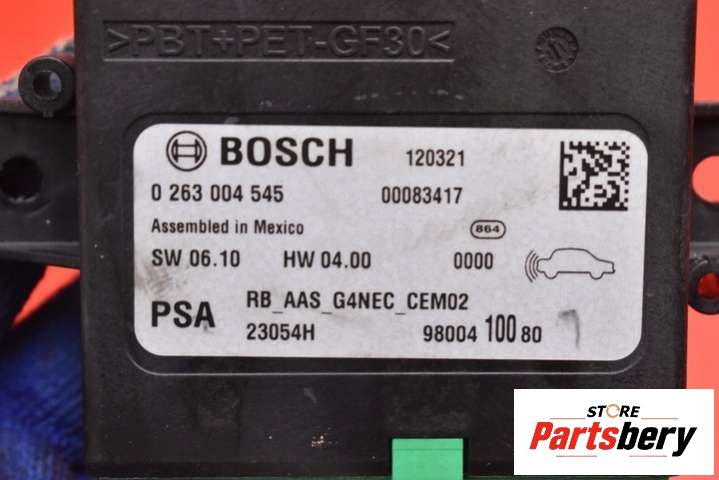 >PBT+PET-GF30<
BOSCH 120321
0 263 004 545 00083417
Assembled in Mexico 864
SW 06.10 HW 04.00 0000
PSA RB_AAS_G4NEC_CEM02
23054H 98004 100 80
STORE
Partsbery